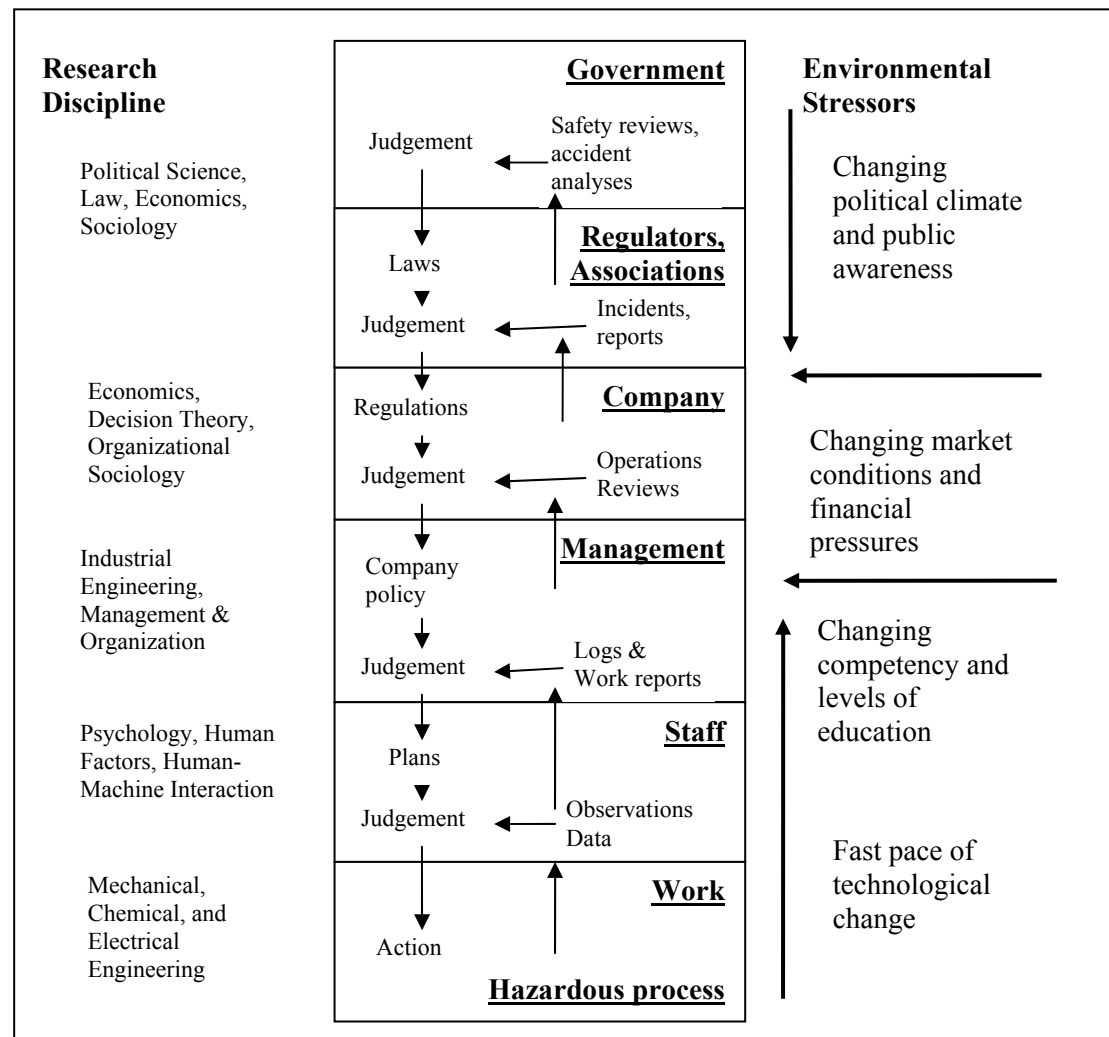 Research
Discipline
Political Science,
Law, Economics,
Sociology
Economics,
Decision Theory,
Organizational
Sociology
Industrial
Engineering,
Management &
Organization
Psychology, Human
Factors, Human-
Machine Interaction
Mechanical,
Chemical, and
Electrical
Engineering
Government
Judgement
Safety reviews,
accident
analyses
Regulators,
Associations
Laws
Judgement
Incidents,
reports
Company
Regulations
Judgement
Operations
Reviews
Management
Company
policy
Judgement
Logs &
Work reports
Staff
Plans
Judgement
Observations
Data
Work
Action
Hazardous process
Environmental
Stressors
Changing
political climate
and public
awareness
Changing market
conditions and
financial
pressures
Changing
competency and
levels of
education
Fast pace of
technological
change